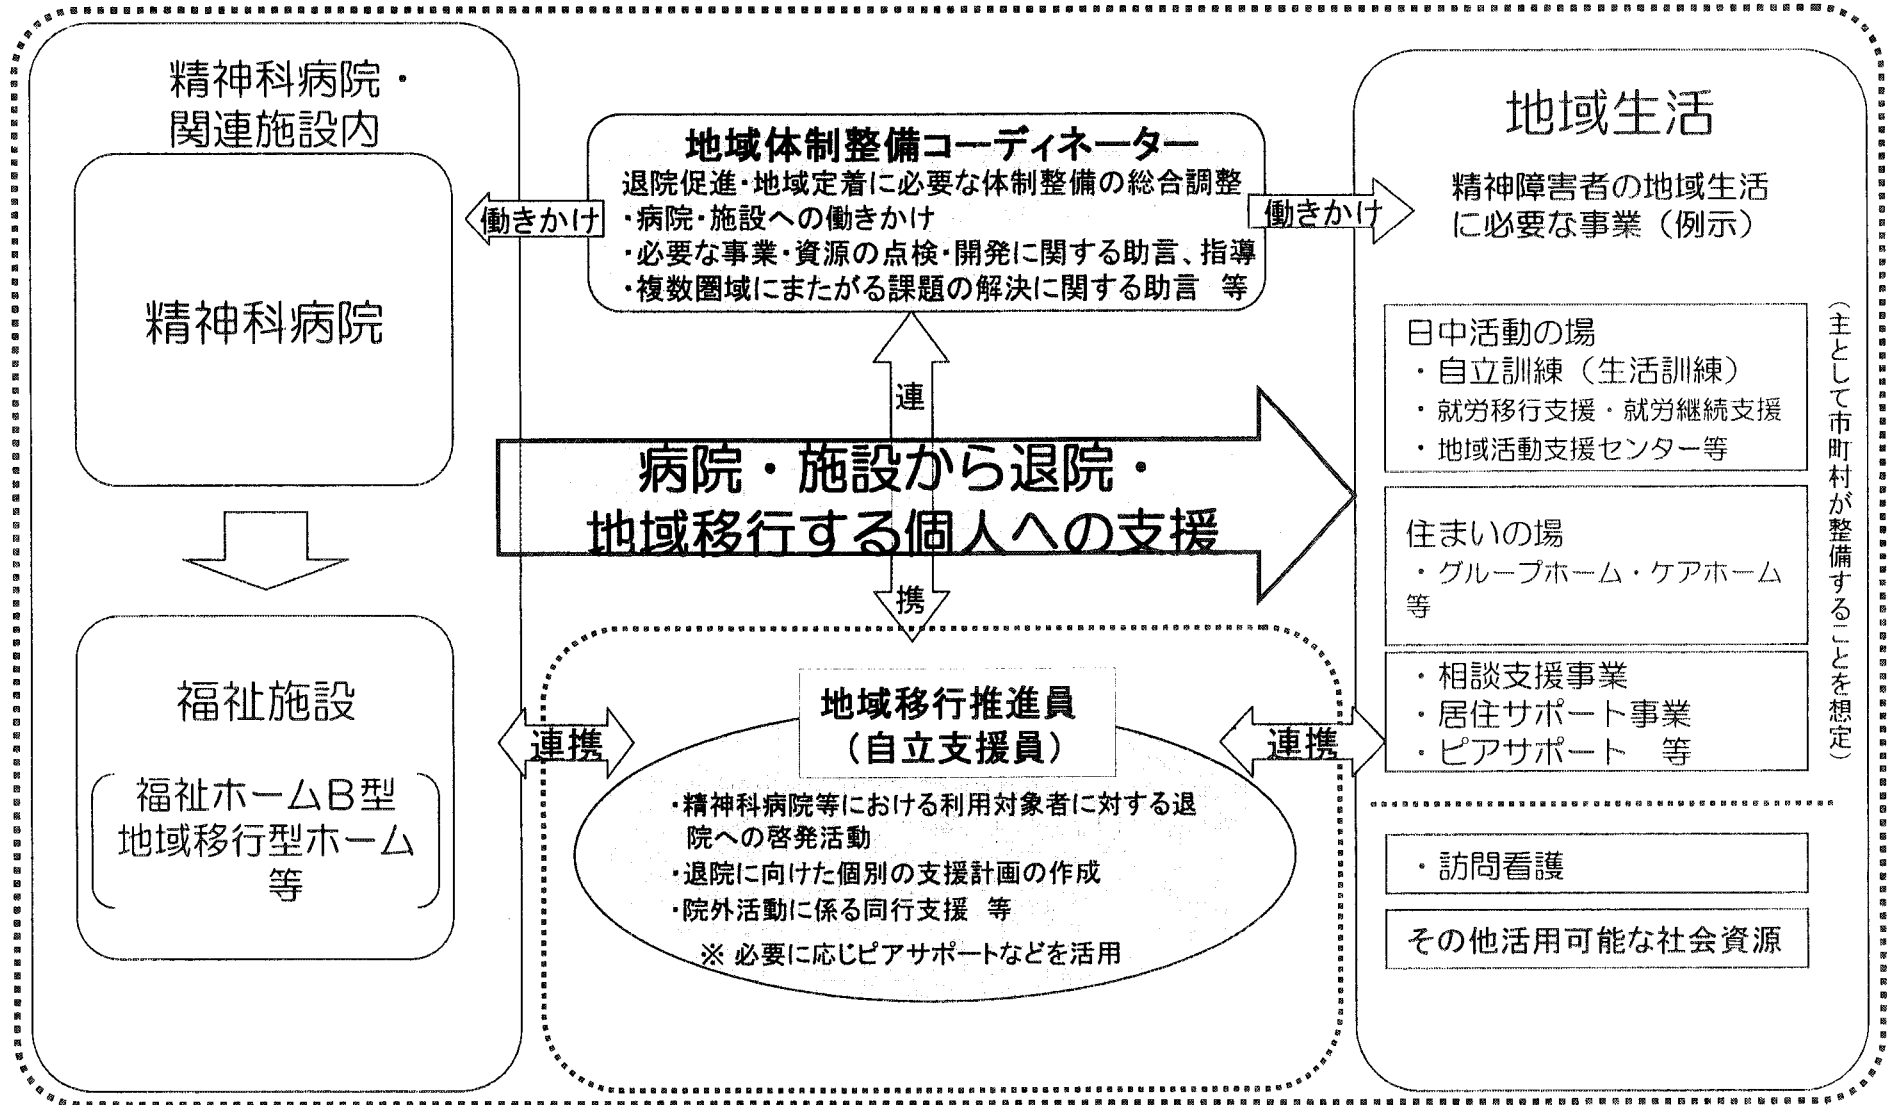 精神科病院・
関連施設内
精神科病院
福祉施設
福祉ホームB型
地域移行型ホーム
等
地域体制整備コーディネーター
退院促進・地域定着に必要な体制整備の総合調整
・病院・施設への働きかけ
・必要な事業・資源の点検・開発に関する助言、指導
・複数圏域にまたがる課題の解決に関する助言 等
働きかけ
働きかけ
連
携
病院・施設から退院・
地域移行する個人への支援
地域移行推進員
（自立支援員）
連携
連携
・精神科病院等における利用対象者に対する退
院への啓発活動
・退院に向けた個別の支援計画の作成
・院外活動に係る同行支援 等
※ 必要に応じピアサポートなどを活用
地域生活
精神障害者の地域生活
に必要な事業（例示）
日中活動の場
・自立訓練（生活訓練）
・就労移行支援・就労継続支援
・地域活動支援センター等
住まいの場
・グループホーム・ケアホーム
等
・相談支援事業
・居住サポート事業
・ピアサポート 等
（主として市町村が整備することを想定）
・訪問看護
その他活用可能な社会資源